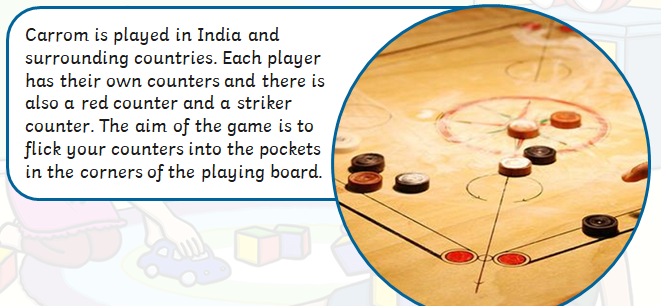 Carrom is played in India and
surrounding countries. Each player
has their own counters and there is
also a red counter and a striker
counter. The aim of the game is to
flick your counters into the pockets
in the corners of the playing board.